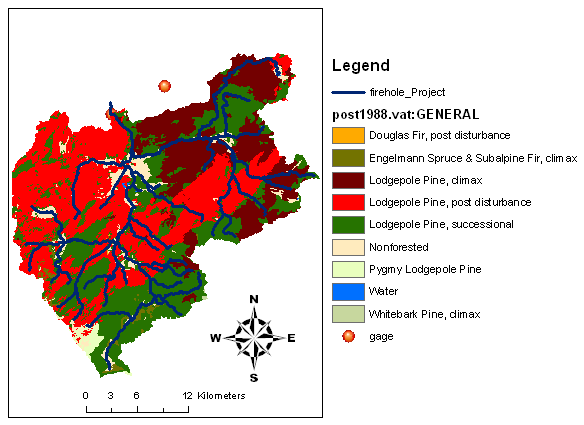 Legend
firehole_Project
post1988.vat:GENERAL
Douglas Fir, post disturbance
Engelmann Spruce & Subalpine Fir, climax
Lodgepole Pine, climax
Lodgepole Pine, post disturbance
Lodgepole Pine, successional
Nonforested
Pygmy Lodgepole Pine
Water
Whitebark Pine, climax
gage
N
W E
S
0 3 6 12 Kilometers